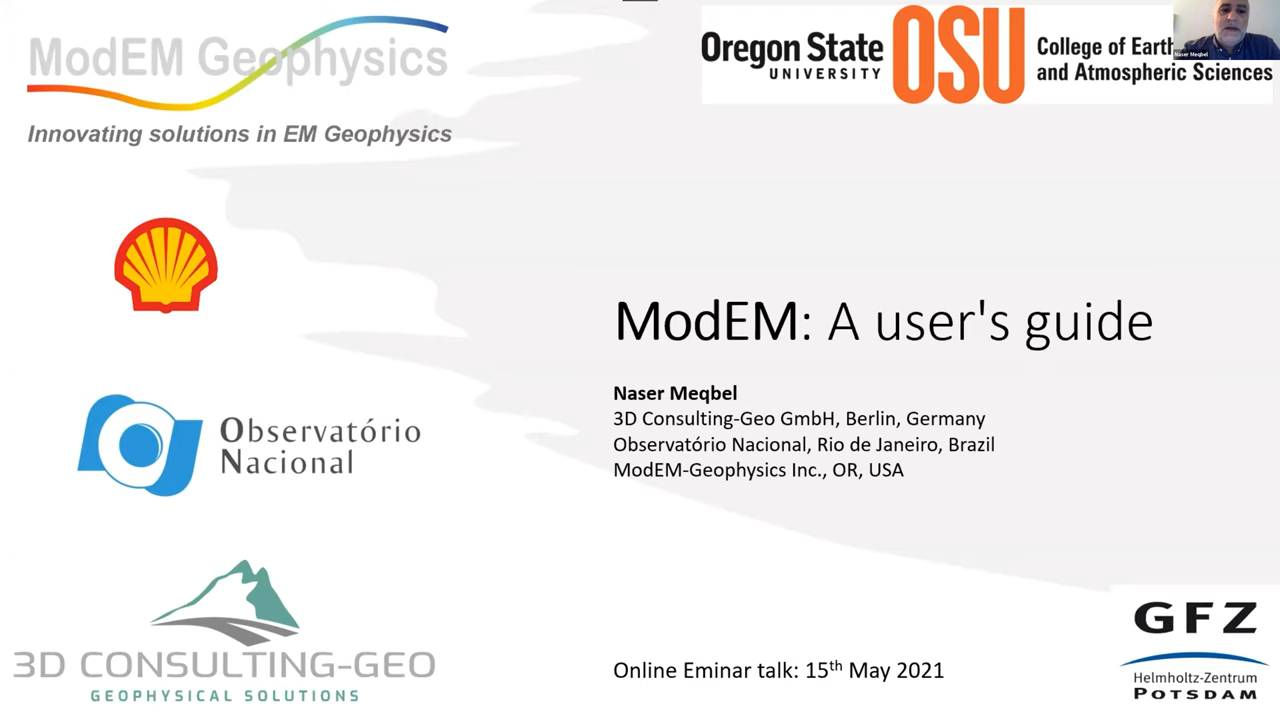 ModEM Geophysics
Innovating solutions in EM Geophysics
Oregon State
UNIVERSITY
OSU
College of Earth
and Atmospheric Sciences
Naser Meqbel
ModEM: A user's guide
Naser Meqbel
3D Consulting-Geo GmbH, Berlin, Germany
Observatório Nacional, Rio de Janeiro, Brazil
ModEM-Geophysics Inc., OR, USA
Observatório
Nacional
3D CONSULTING-GEO
GEOPHYSICAL SOLUTIONS
Online Eminar talk: 15th May 2021
GFZ
Helmholtz-Zentrum
POTSDAM